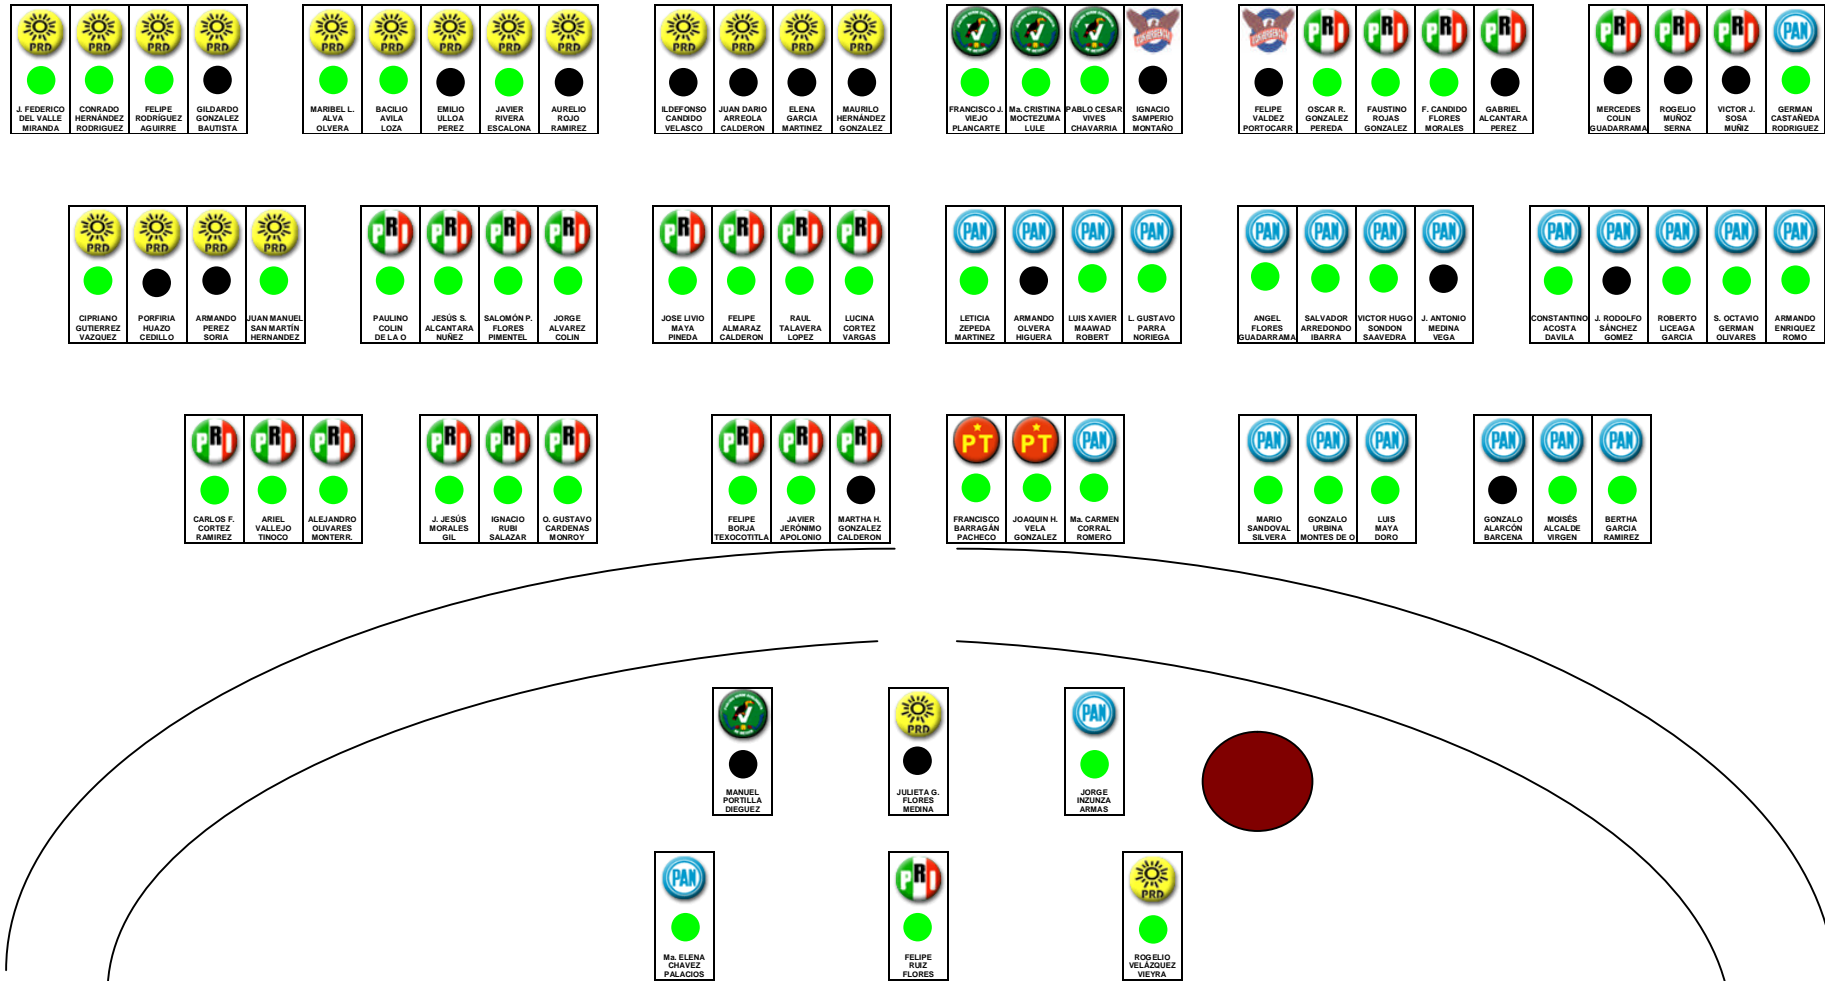 PRD PRD PRD PRD PRD PRD PRD PRD PRD PRD PRD PRD PRD CONVERGENCIA CONVERGENCIA PRI PRI PRI PRI PRI PRI PRI PAN
J. FEDERICO DEL VALLE MIRANDA
CONRADO HERNÁNDEZ RODRIGUEZ
FELIPE RODRÍGUEZ AGUIRRE
GILDARDO GONZALEZ BAUTISTA
MARIBEL L. ALVA OLVERA
BACILIO AVILA LOZA
EMILIO ULLOA PEREZ
JAVIER RIVERA ESCALONA
AURELIO ROJO RAMIREZ
ILDEFONSO CANDIDO VELASCO
JUAN DARIO ARREOLA CALDERON
ELENA GARCIA MARTINEZ
MAURILO HERNÁNDEZ GONZALEZ
FRANCISCO J. VIEJO PLANCARTE
Ma. CRISTINA MOCTEZUMA LULE
PABLO CESAR VIVES CHAVARRIA
IGNACIO SAMPERIO MONTAÑO
FELIPE VALDEZ PORTOCARR
OSCAR R. GONZALEZ PEREDA
FAUSTINO ROJAS GONZALEZ
F. CANDIDO FLORES MORALES
GABRIEL ALCANTARA PEREZ
MERCEDES COLIN GUADARRAMA
ROGELIO MUÑOZ SERNA
VICTOR J. SOSA MUÑIZ
GERMAN CASTAÑEDA RODRIGUEZ
PRD PRD PRD PRD PRI PRI PRI PRI PRI PRI PRI PRI PAN PAN PAN PAN PAN PAN PAN PAN PAN PAN PAN PAN PAN
CIPRIANO GUTIERREZ VAZQUEZ
PORFIRIA HUAZO CEDILLO
ARMANDO PEREZ SORIA
JUAN MANUEL SAN MARTÍN HERNANDEZ
PAULINO COLIN DE LA O
JESÚS S. ALCANTARA NUÑEZ
SALOMÓN P. FLORES PIMENTEL
JORGE ALVAREZ COLIN
JOSE LIVIO MAYA PINEDA
FELIPE ALMARAZ CALDERON
RAUL TALAVERA LOPEZ
LUCINA CORTEZ VARGAS
LETICIA ZEPEDA MARTINEZ
ARMANDO OLVERA HIGUERA
LUIS XAVIER MAAWAD ROBERT
L. GUSTAVO PARRA NORIEGA
ANGEL FLORES GUADARRAMA
SALVADOR ARREDONDO IBARRA
VICTOR HUGO SONDON SAAVEDRA
J. ANTONIO MEDINA VEGA
CONSTANTINO ACOSTA DAVILA
J. RODOLFO SÁNCHEZ GOMEZ
ROBERTO LICEAGA GARCIA
S. OCTAVIO GERMAN OLIVARES
ARMANDO ENRIQUEZ ROMO
PRI PRI PRI PRI PRI PRI PRI PRI PRI PT PT PAN PAN PAN PAN PAN PAN PAN
CARLOS F. CORTEZ RAMIREZ
ARIEL VALLEJO TINOCO
ALEJANDRO OLIVARES MONTERR.
J. JESÚS MORALES GIL
IGNACIO RUBI SALAZAR
O. GUSTAVO CARDENAS MONROY
FELIPE BORJA TEXOCOTITLA
JAVIER JERÓNIMO APOLONIO
MARTHA H. GONZALEZ CALDERON
FRANCISCO BARRAGÁN PACHECO
JOAQUIN H. VELA GONZALEZ
Ma. CARMEN CORRAL ROMERO
MARIO SANDOVAL SILVERA
GONZALO URBINA MONTES DE O
LUIS MAYA DORO
GONZALO ALARCÓN BARCENA
MOISÉS ALCALDE VIRGEN
BERTHA GARCIA RAMIREZ
PRD PAN
MANUEL PORTILLA DIEGUEZ
JULIETA G. FLORES MEDINA
JORGE INZUNZA ARMAS
PAN PRI PRD
Ma. ELENA CHAVEZ PALACIOS
FELIPE RUIZ FLORES
ROGELIO VELÁZQUEZ VIEYRA